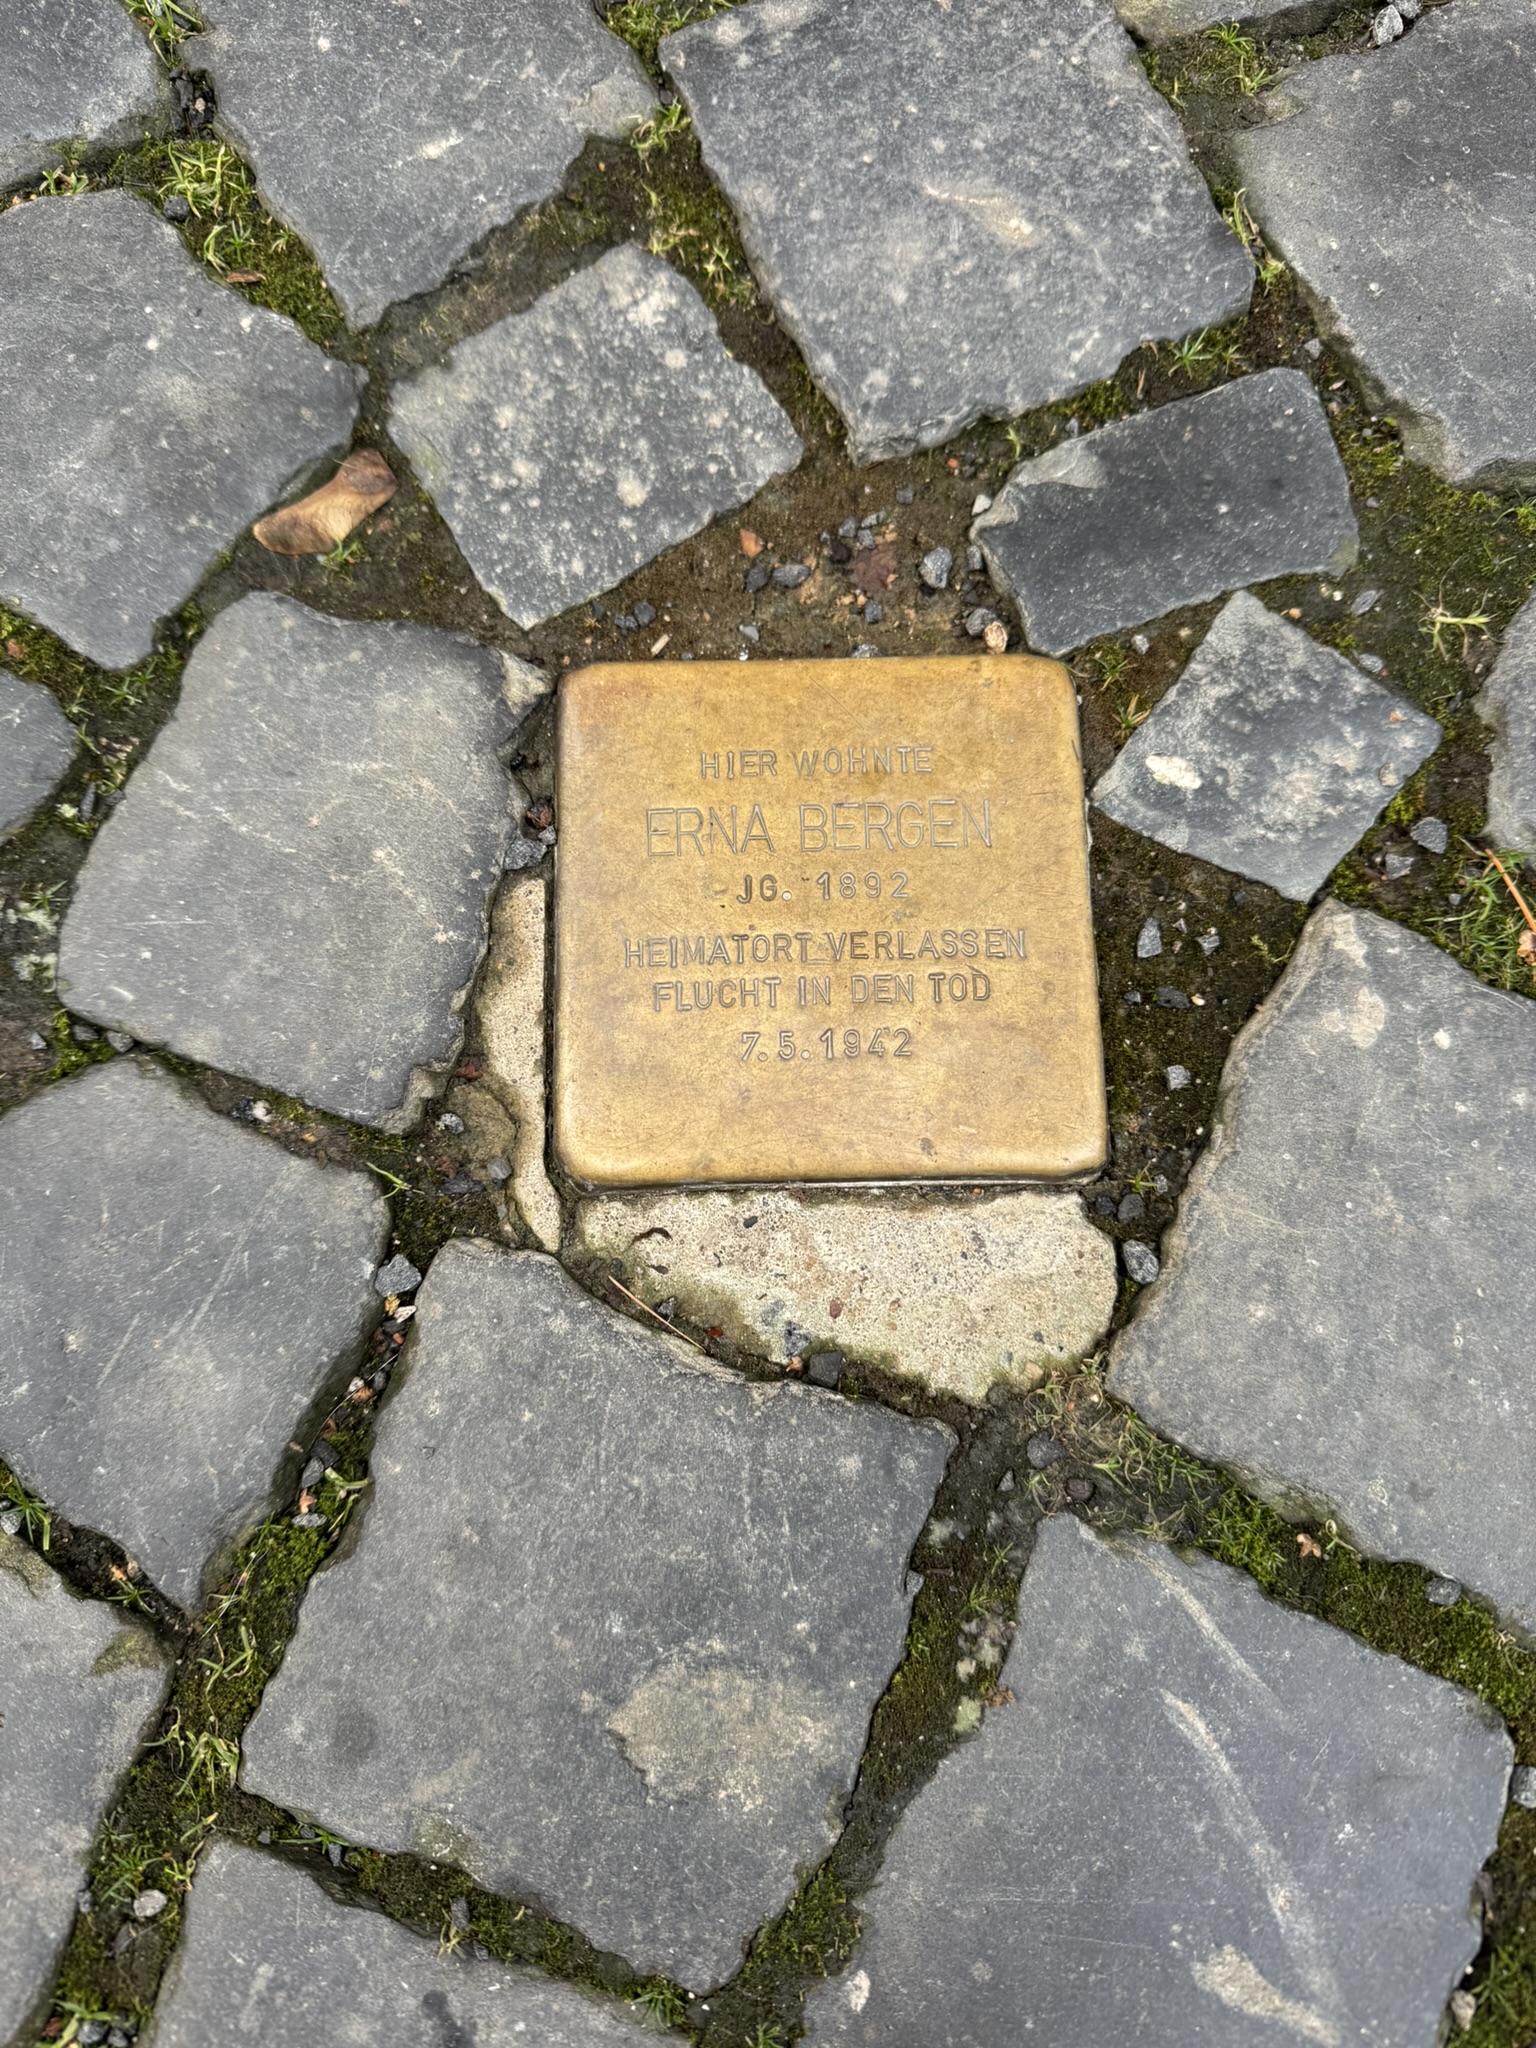 HIER WOHNTE
ERNA BERGEN
JG. 1892
HEIMATORT VERLASSEN
FLUCHT IN DEN TOD
7.5.1942